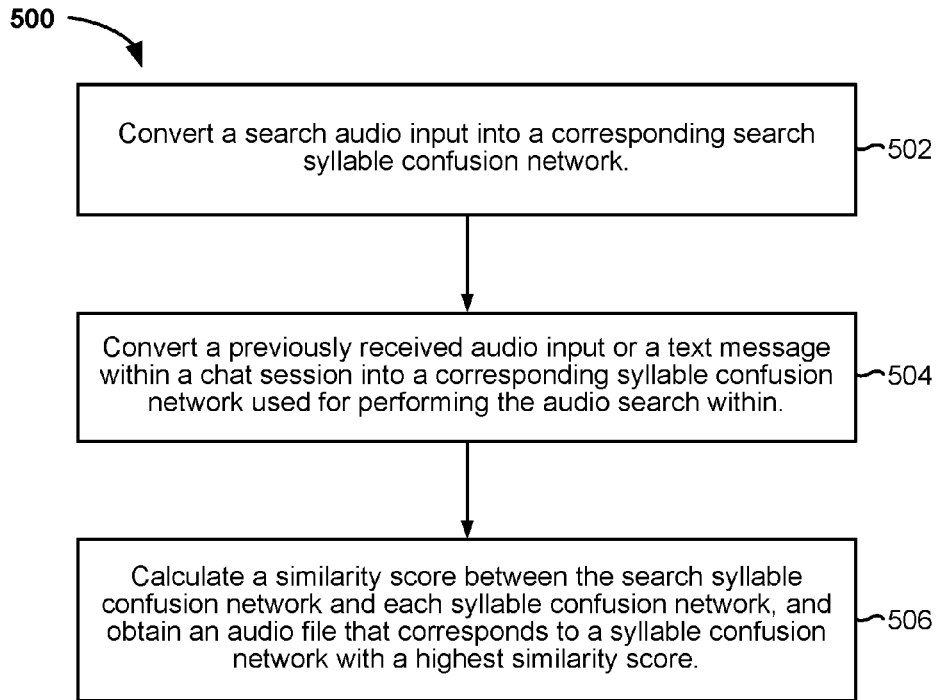 500
Convert a search audio input into a corresponding search
syllable confusion network.
502
Convert a previously received audio input or a text message
within a chat session into a corresponding syllable confusion
network used for performing the audio search within.
504
Calculate a similarity score between the search syllable
confusion network and each syllable confusion network, and
obtain an audio file that corresponds to a syllable confusion
network with a highest similarity score.
506